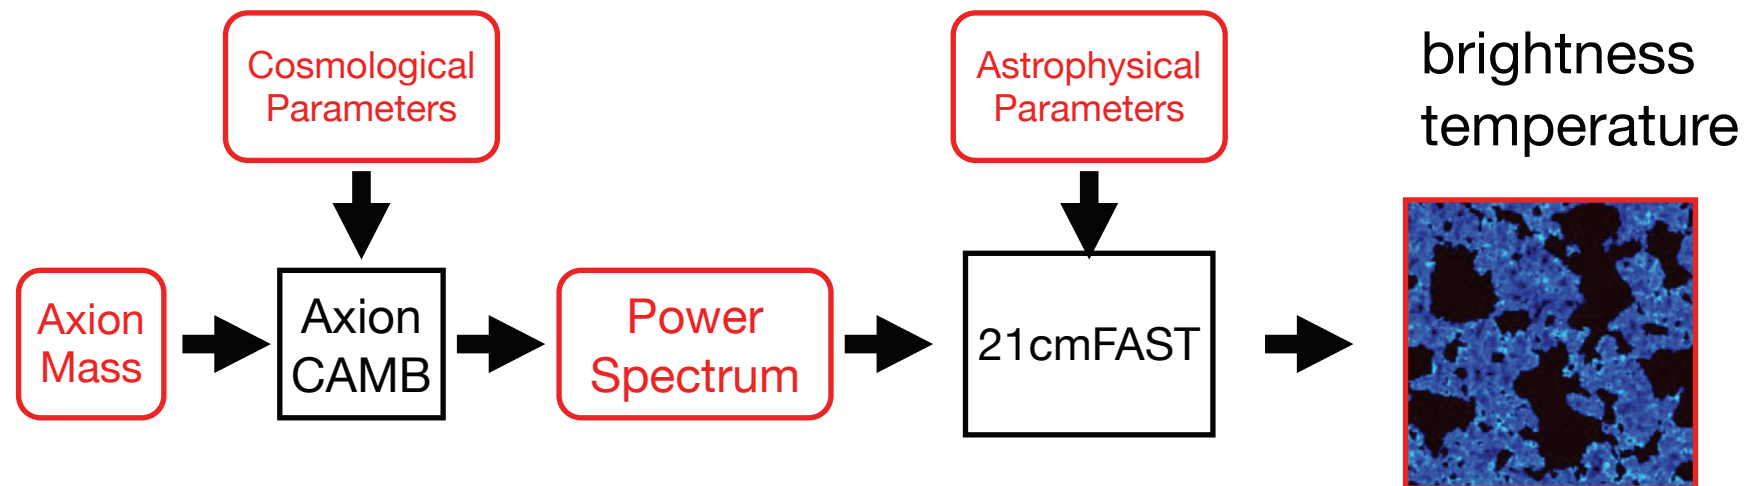 Cosmological
Parameters
Astrophysical
Parameters
brightness
temperature
Axion
Mass
Axion
CAMB
Power
Spectrum
21cmFAST